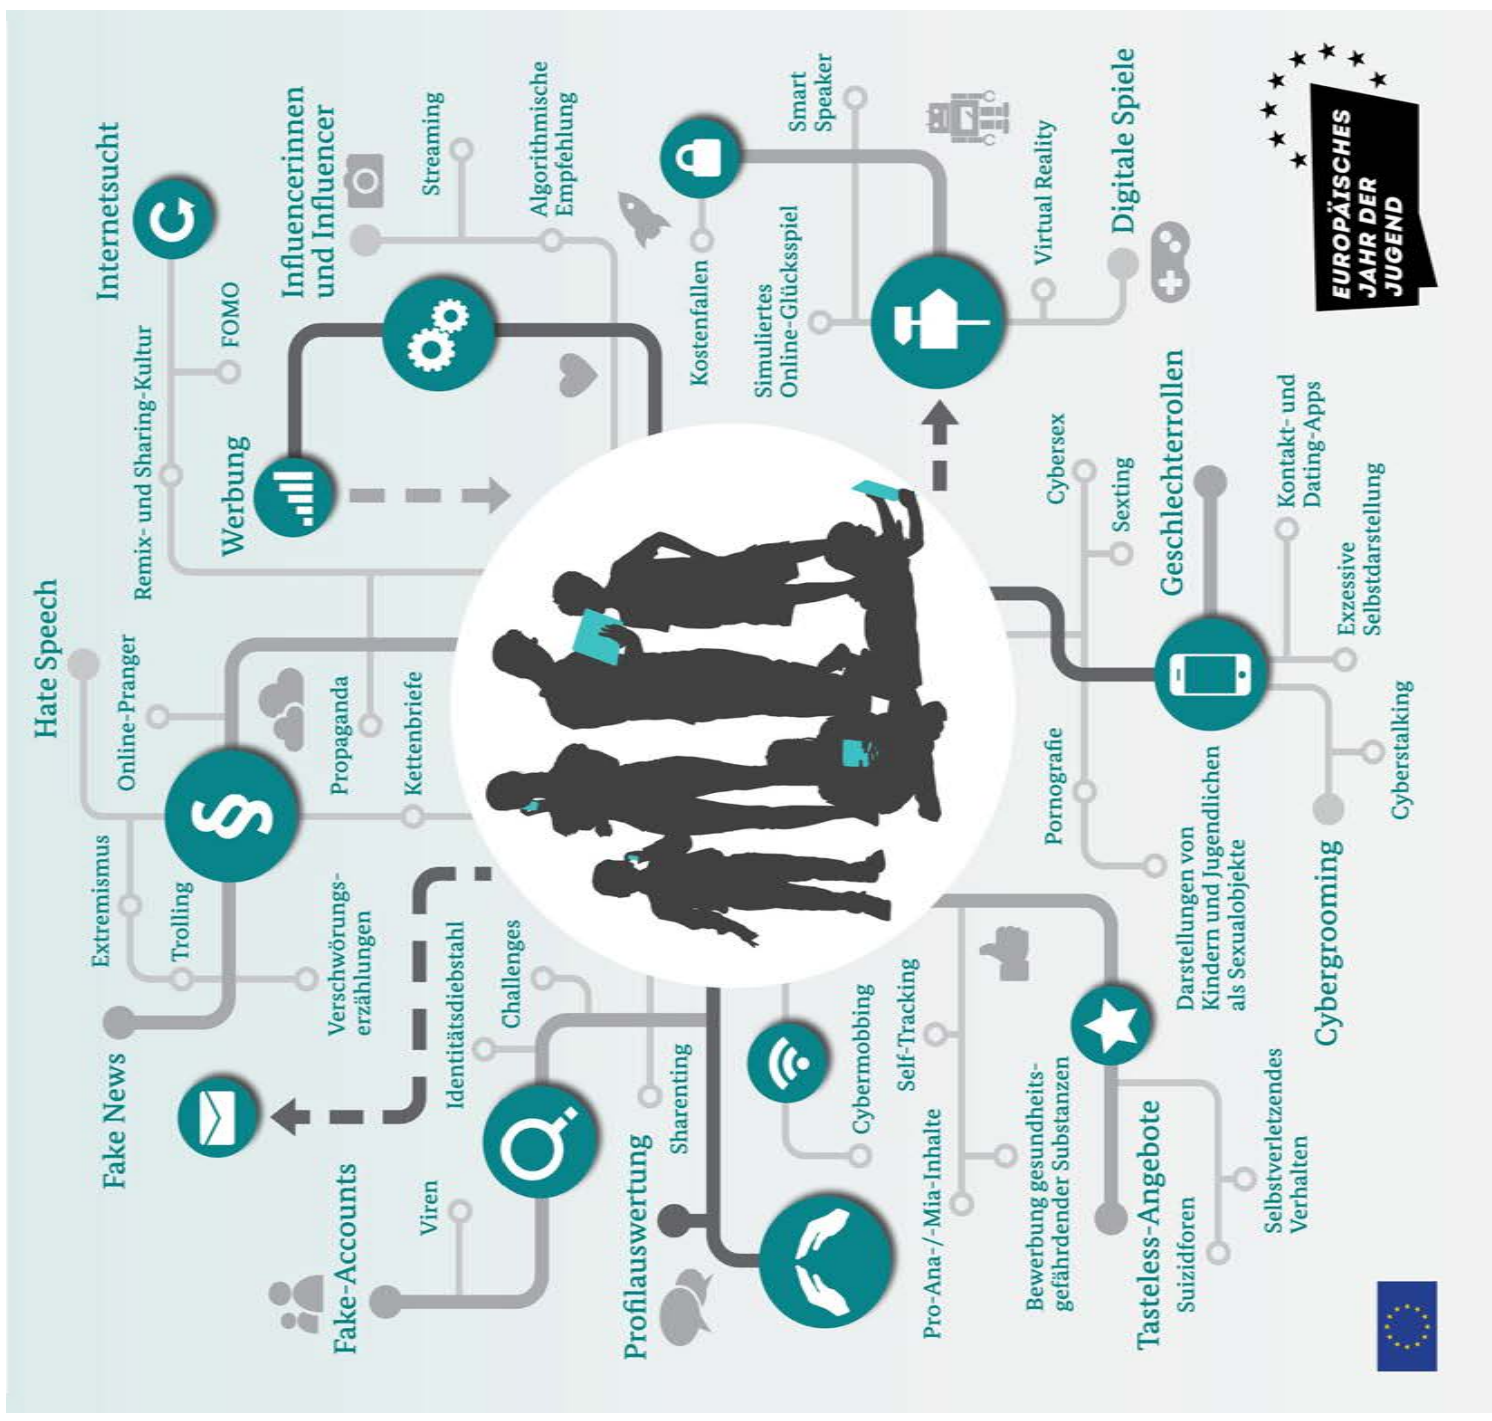 Hate Speech
Fake News
Internetsucht
Extremismus
Online-Pranger
Remix- und Sharing-Kultur
Trolling
FOMO
Werbung
Influencerinnen
und Influencer
Fake-Accounts
Verschwörungs-
erzählungen
Propaganda
Kettenbriefe
Streaming
Viren
Identitätsdiebstahl
Challenges
Algorithmische
Empfehlung
Profilauswertung
Sharenting
Kostenfallen
Simuliertes
Online-Glücksspiel
Smart
Speaker
Cybermobbing
Self-Tracking
Pro-Ana-/-Mia-Inhalte
Bewerbung gesundheits-
gefährdender Substanzen
Pornografie
Cybersex
Virtual Reality
Digitale Spiele
Sexting
Tasteless-Angebote
Geschlechterrollen
Suizidforen
Darstellungen von
Kindern und Jugendlichen
als Sexualobjekte
Selbstverletzendes
Verhalten
Kontakt- und
Dating-Apps
Cybergrooming
Exzessive
Selbstdarstellung
Cyberstalking
EUROPÄISCHES
JAHR DER
JUGEND